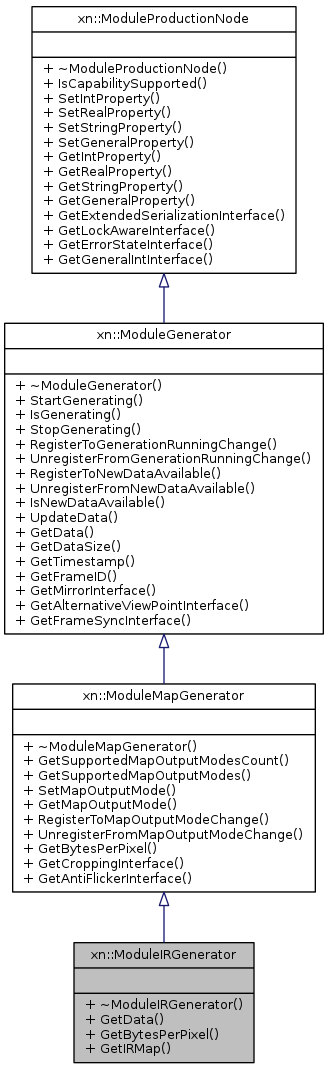 xn::ModuleProductionNode
+ ~ModuleProductionNode()
+ IsCapabilitySupported()
+ SetIntProperty()
+ SetRealProperty()
+ SetStringProperty()
+ SetGeneralProperty()
+ GetIntProperty()
+ GetRealProperty()
+ GetStringProperty()
+ GetGeneralProperty()
+ GetExtendedSerializationInterface()
+ GetLockAwareInterface()
+ GetErrorStateInterface()
+ GetGeneralIntInterface()
xn::ModuleGenerator
+ ~ModuleGenerator()
+ StartGenerating()
+ IsGenerating()
+ StopGenerating()
+ RegisterToGenerationRunningChange()
+ UnregisterFromGenerationRunningChange()
+ RegisterToNewDataAvailable()
+ UnregisterFromNewDataAvailable()
+ IsNewDataAvailable()
+ UpdateData()
+ GetData()
+ GetDataSize()
+ GetTimestamp()
+ GetFrameID()
+ GetMirrorInterface()
+ GetAlternativeViewPointInterface()
+ GetFrameSyncInterface()
xn::ModuleMapGenerator
+ ~ModuleMapGenerator()
+ GetSupportedMapOutputModesCount()
+ GetSupportedMapOutputModes()
+ SetMapOutputMode()
+ GetMapOutputMode()
+ RegisterToMapOutputModeChange()
+ UnregisterFromMapOutputModeChange()
+ GetBytesPerPixel()
+ GetCroppingInterface()
+ GetAntiFlickerInterface()
xn::ModuleIRGenerator
+ ~ModuleIRGenerator()
+ GetData()
+ GetBytesPerPixel()
+ GetIRMap()